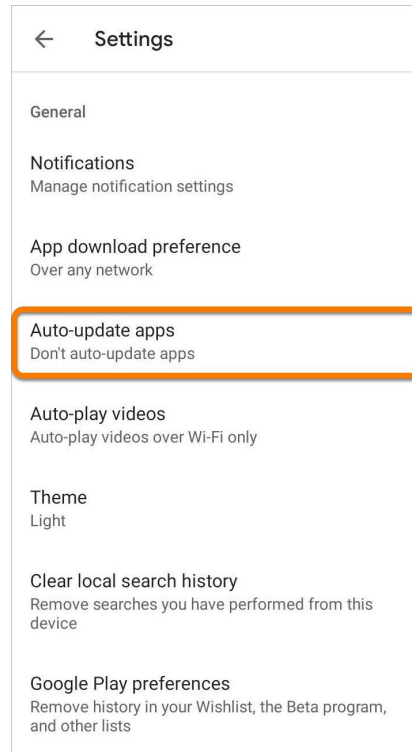 Settings
General
Notifications
Manage notification settings
App download preference
Over any network
Auto-update apps
Don't auto-update apps
Auto-play videos
Auto-play videos over Wi-Fi only
Theme
Light
Clear local search history
Remove searches you have performed from this
device
Google Play preferences
Remove history in your Wishlist, the Beta program,
and other lists